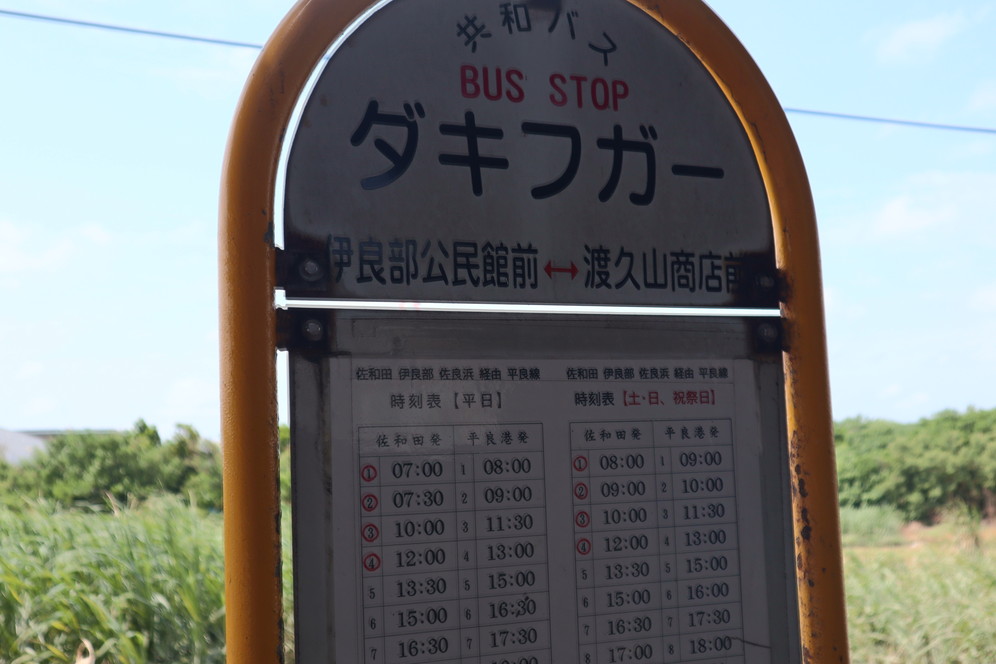 共和バス
BUS STOP
ダキフガー
伊良部公民館前↔渡久山商店前
佐和田 伊良部 佐良浜 経由 平良線
時刻表【平日】
佐和田発 平良港発
① 07:00 1 08:00
② 07:30 2 09:00
③ 10:00 3 11:30
④ 12:00 4 13:00
5 13:30 5 15:00
6 15:00 6 16:30
7 16:30 7 17:30
佐和田 伊良部 佐良浜 経由 平良線
時刻表【土・日、祝祭日】
佐和田発 平良港発
① 08:00 1 09:00
② 09:00 2 10:00
③ 10:00 3 11:30
④ 12:00 4 13:00
5 13:30 5 15:00
6 15:00 6 16:00
7 16:30 7 17:30
8 17:00 8 18:00